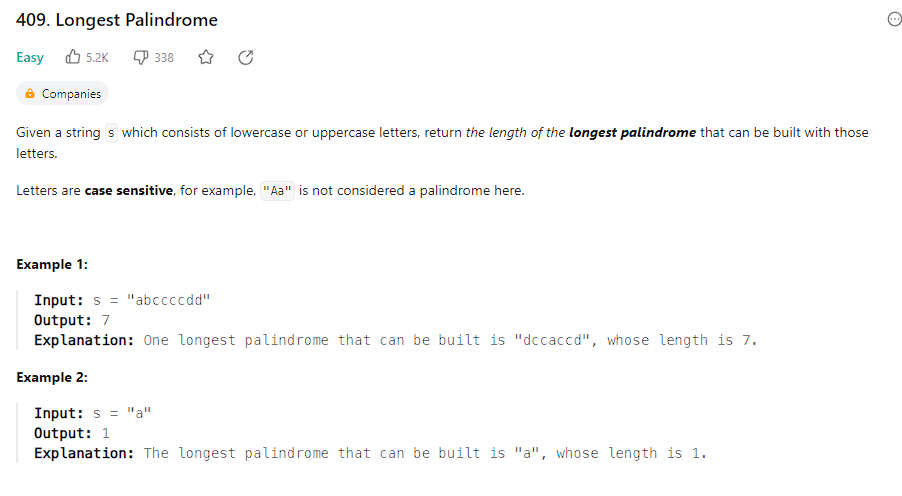 409. Longest Palindrome
Easy 5.2K 338
Companies
Given a string s which consists of lowercase or uppercase letters, return the length of the longest palindrome that can be built with those
letters.
Letters are case sensitive, for example, "Aa" is not considered a palindrome here.
Example 1:
Input: s = "abccccdd"
Output: 7
Explanation: One longest palindrome that can be built is "dccaccd", whose length is 7.
Example 2:
Input: s = "a"
Output: 1
Explanation: The longest palindrome that can be built is "a", whose length is 1.